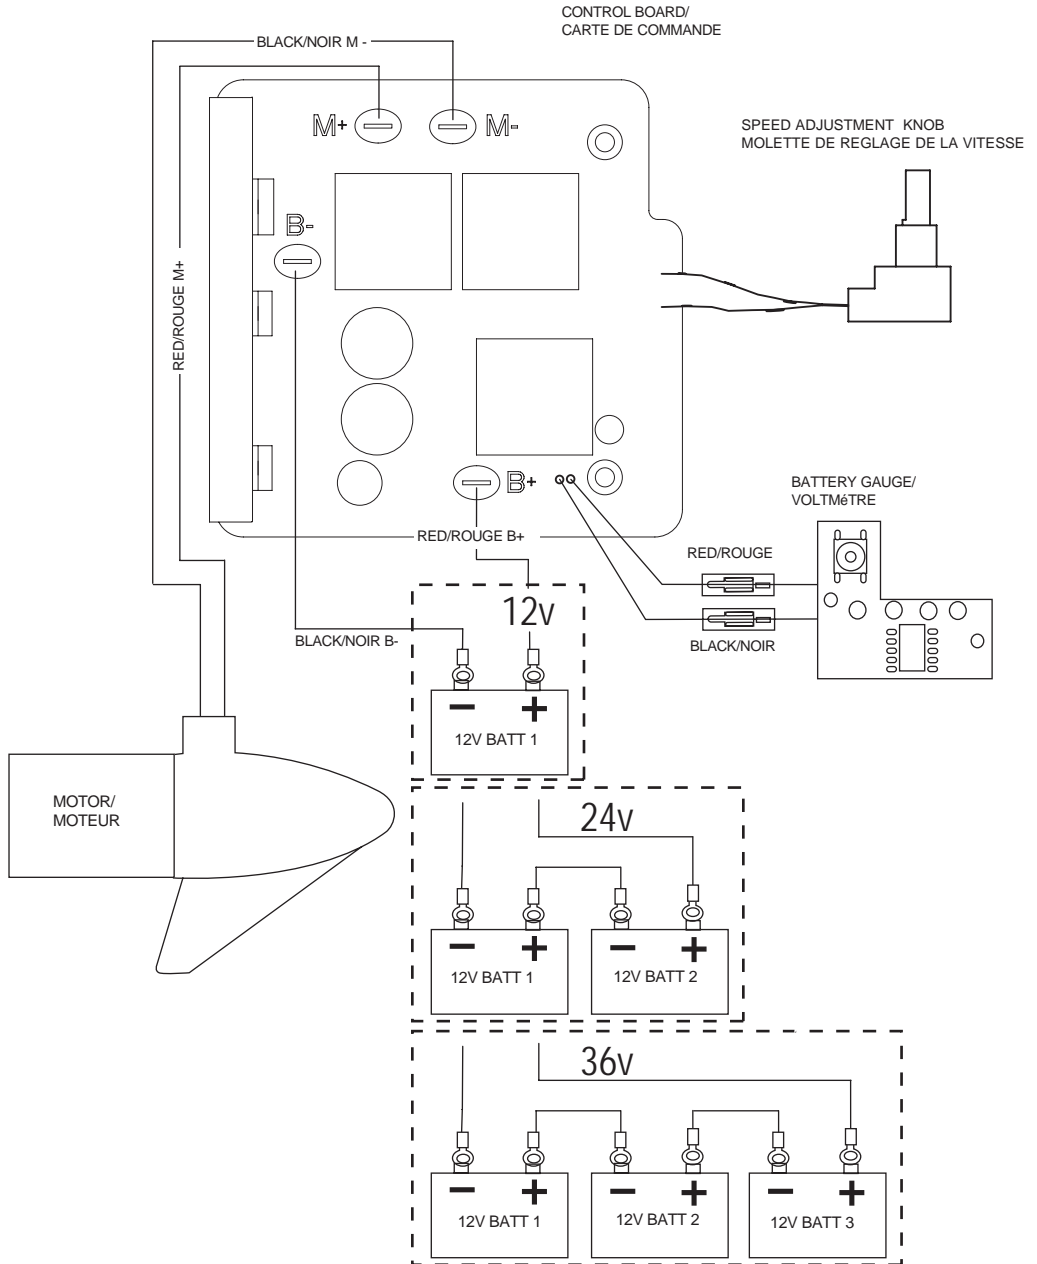 CONTROL BOARD/
CARTE DE COMMANDE
BLACK/NOIR M -
M+
M-
SPEED ADJUSTMENT KNOB
MOLETTE DE REGLAGE DE LA VITESSE
B-
RED/ROUGE M+
B+
BATTERY GAUGE/
VOLTMéTRE
RED/ROUGE B+
RED/ROUGE
12v
BLACK/NOIR B-
BLACK/NOIR
− +
12V BATT 1
MOTOR/
MOTEUR
24v
− + − +
12V BATT 1
12V BATT 2
36v
− + − + − +
12V BATT 1
12V BATT 2
12V BATT 3